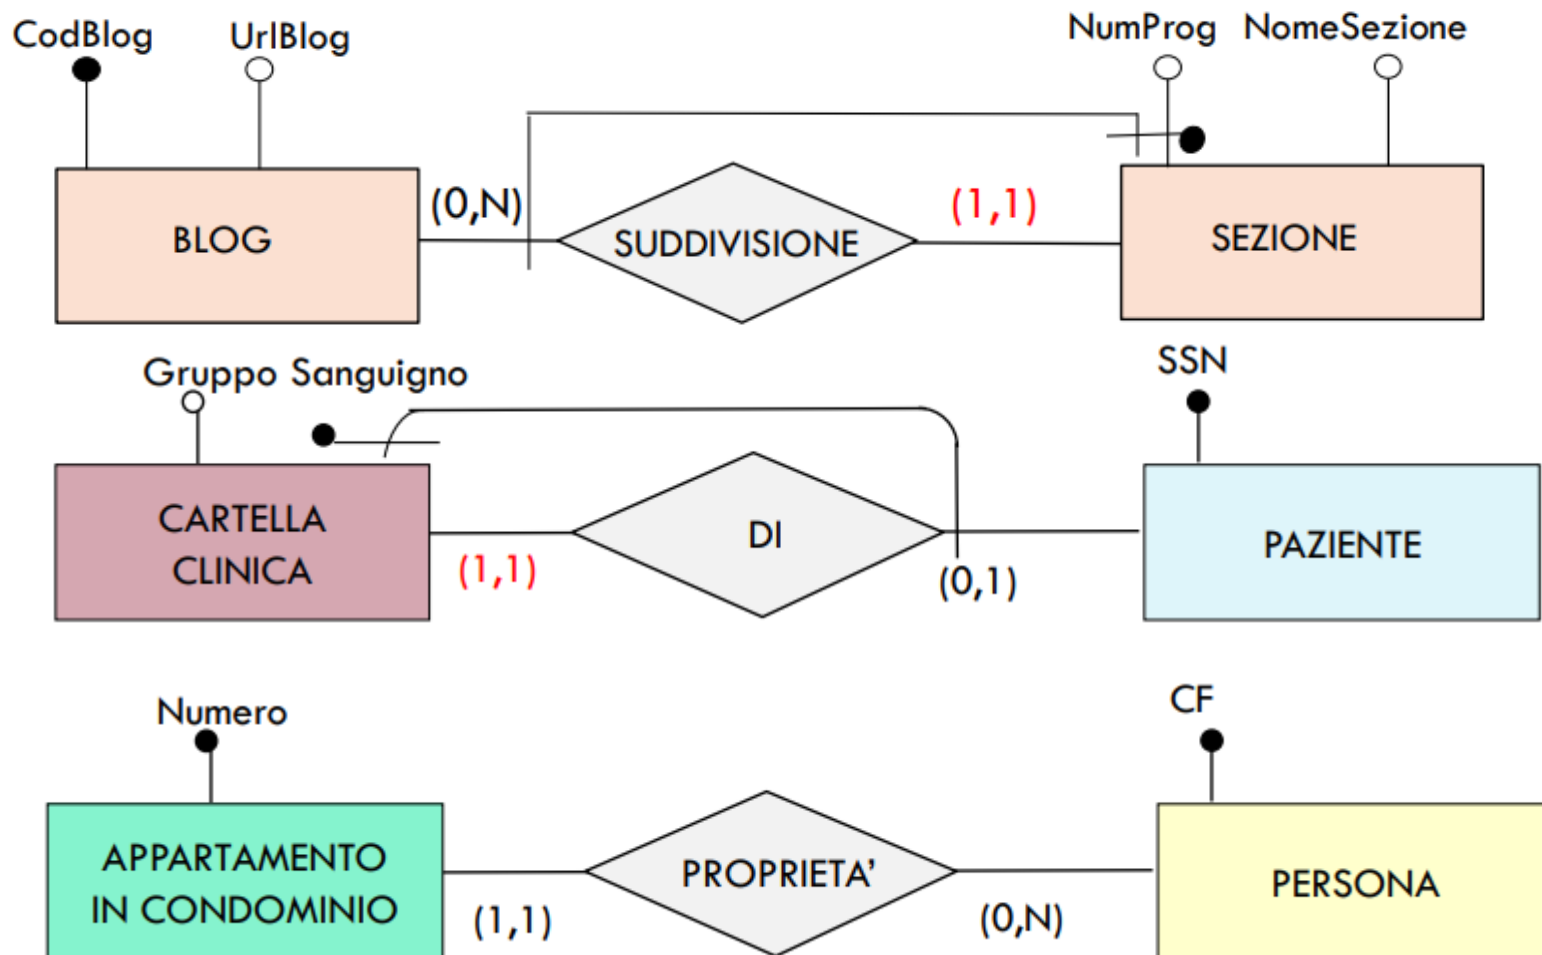 CodBlog UrlBlog NumProg NomeSezione
(0,N) (1,1)
BLOG SUDDIVISIONE SEZIONE
Gruppo Sanguigno SSN
CARTELLA
CLINICA
DI PAZIENTE
(1,1) (0,1)
Numero CF
APPARTAMENTO
IN CONDOMINIO
PROPRIETA' PERSONA
(1,1) (0,N)